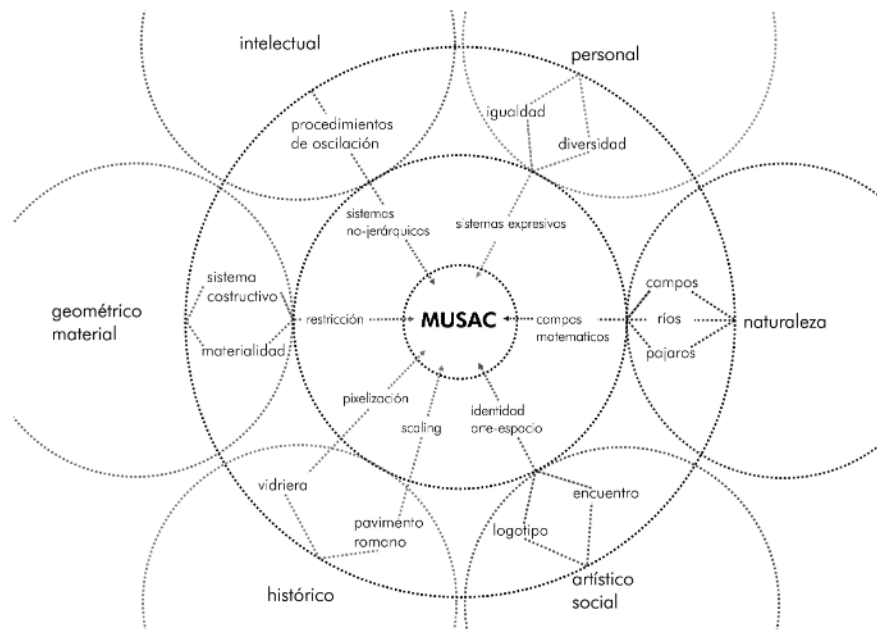 intelectual
personal
igualdad
procedimientos
de oscilación
diversidad
sistemas
no-jerárquicos
sistemas expresivos
sistema
costructivo
campos
geométrico
material
restricción
MUSAC
campos
matematicos
ríos
naturaleza
materialidad
pajaros
pixelización
scaling
identidad
arte-espacio
vidriera
encuentro
pavimento
romano
logotipo
histórico
artístico
social